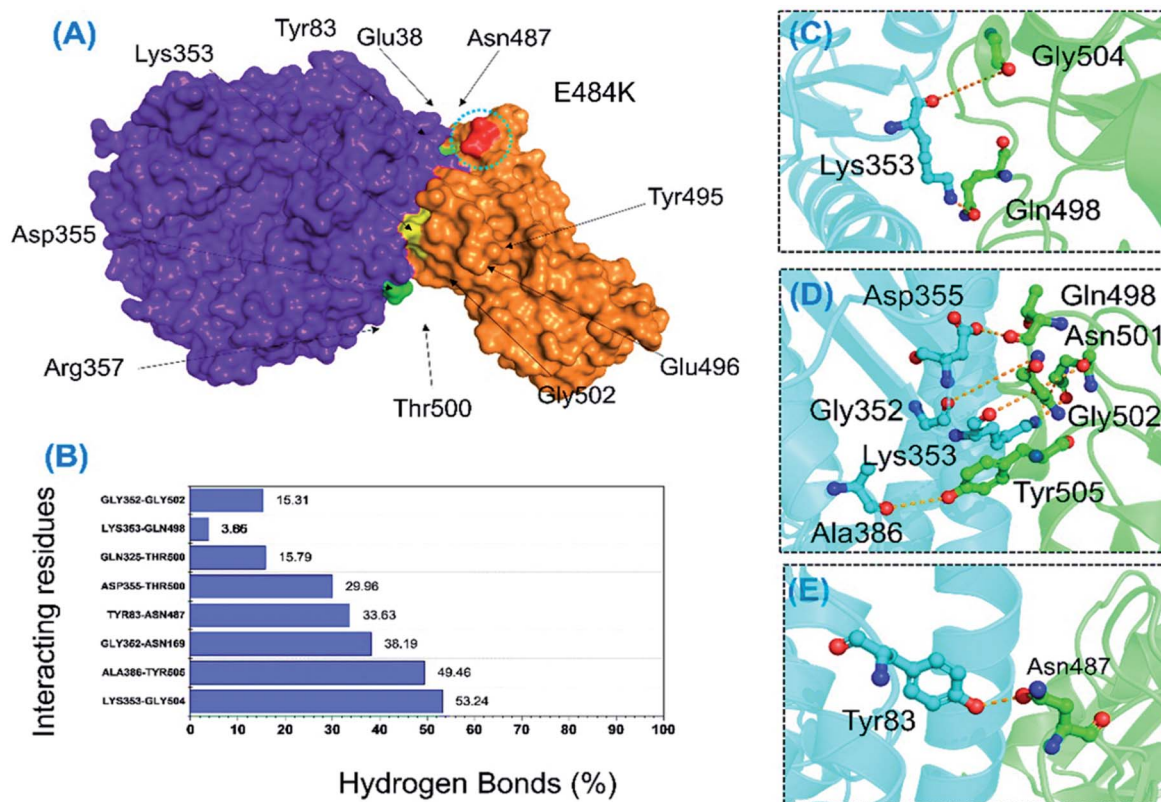 (A)
Lys353
Tyr83
Glu38
Asn487
E484K
Tyr495
Asp355
Arg357
Thr500
Gly502
Glu496
(B)
Interacting residues
GLY352-GLY502
15.31
LYS353-GLN498
3.86
GLN325-THR500
15.79
ASP355-THR500
29.96
TYR83-ASN487
33.63
GLY352-ASN169
38.19
ALA386-TYR505
49.46
LYS353-GLY504
53.24
0 10 20 30 40 50 60 70 80 90 100
Hydrogen Bonds (%)
(C)
Gly504
Lys353
Gln498
(D)
Asp355
Gln498
Asn501
Gly352
Gly502
Lys353
Tyr505
Ala386
(E)
Asn487
Tyr83